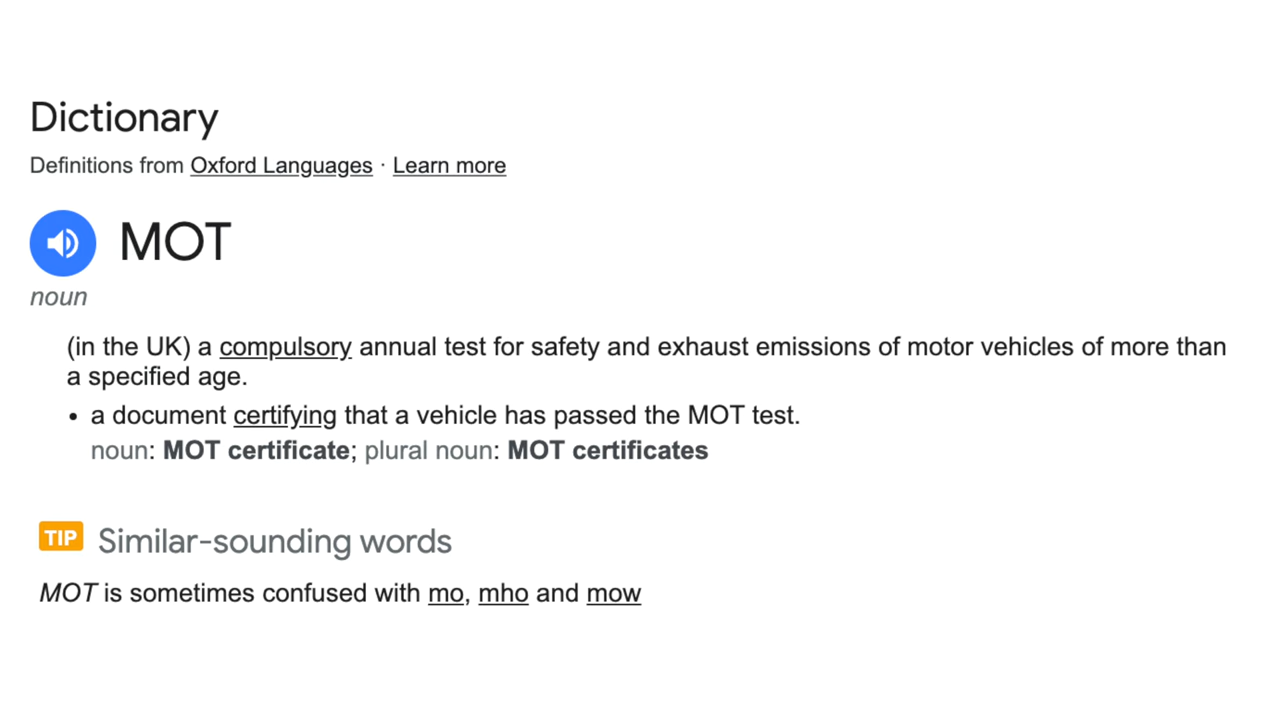 Dictionary
Definitions from Oxford Languages · Learn more
MOT
noun
(in the UK) a compulsory annual test for safety and exhaust emissions of motor vehicles of more than
a specified age.
• a document certifying that a vehicle has passed the MOT test.
noun: MOT certificate; plural noun: MOT certificates
TIP Similar-sounding words
MOT is sometimes confused with mo, mho and mow